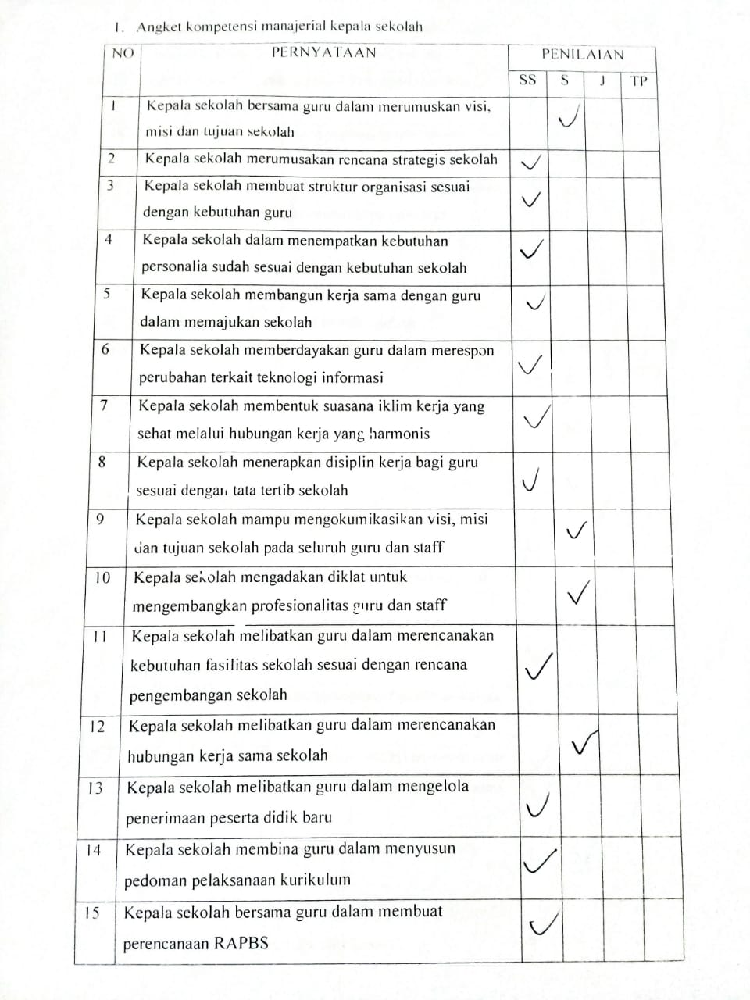 1. Angket kompetensi manajerial kepala sekolah
NO PERNYATAAN PENILAIAN
SS S J TP
1 Kepala sekolah bersama guru dalam merumuskan visi,
misi dan tujuan sekolah
2 Kepala sekolah merumusakan rencana strategis sekolah
3 Kepala sekolah membuat struktur organisasi sesuai
dengan kebutuhan guru
4 Kepala sekolah dalam menempatkan kebutuhan
personalia sudah sesuai dengan kebutuhan sekolah
5 Kepala sekolah membangun kerja sama dengan guru
dalam memajukan sekolah
6 Kepala sekolah memberdayakan guru dalam merespon
perubahan terkait teknologi informasi
7 Kepala sekolah membentuk suasana iklim kerja yang
sehat melalui hubungan kerja yang harmonis
8 Kepala sekolah menerapkan disiplin kerja bagi guru
sesuai dengan tata tertib sekolah
9 Kepala sekolah mampu mengokumikasikan visi, misi
dan tujuan sekolah pada seluruh guru dan staff
10 Kepala sekolah mengadakan diklat untuk
mengembangkan profesionalitas guru dan staff
11 Kepala sekolah melibatkan guru dalam merencanakan
kebutuhan fasilitas sekolah sesuai dengan rencana
pengembangan sekolah
12 Kepala sekolah melibatkan guru dalam merencanakan
hubungan kerja sama sekolah
13 Kepala sekolah melibatkan guru dalam mengelola
penerimaan peserta didik baru
14 Kepala sekolah membina guru dalam menyusun
pedoman pelaksanaan kurikulum
15 Kepala sekolah bersama guru dalam membuat
perencanaan RAPBS